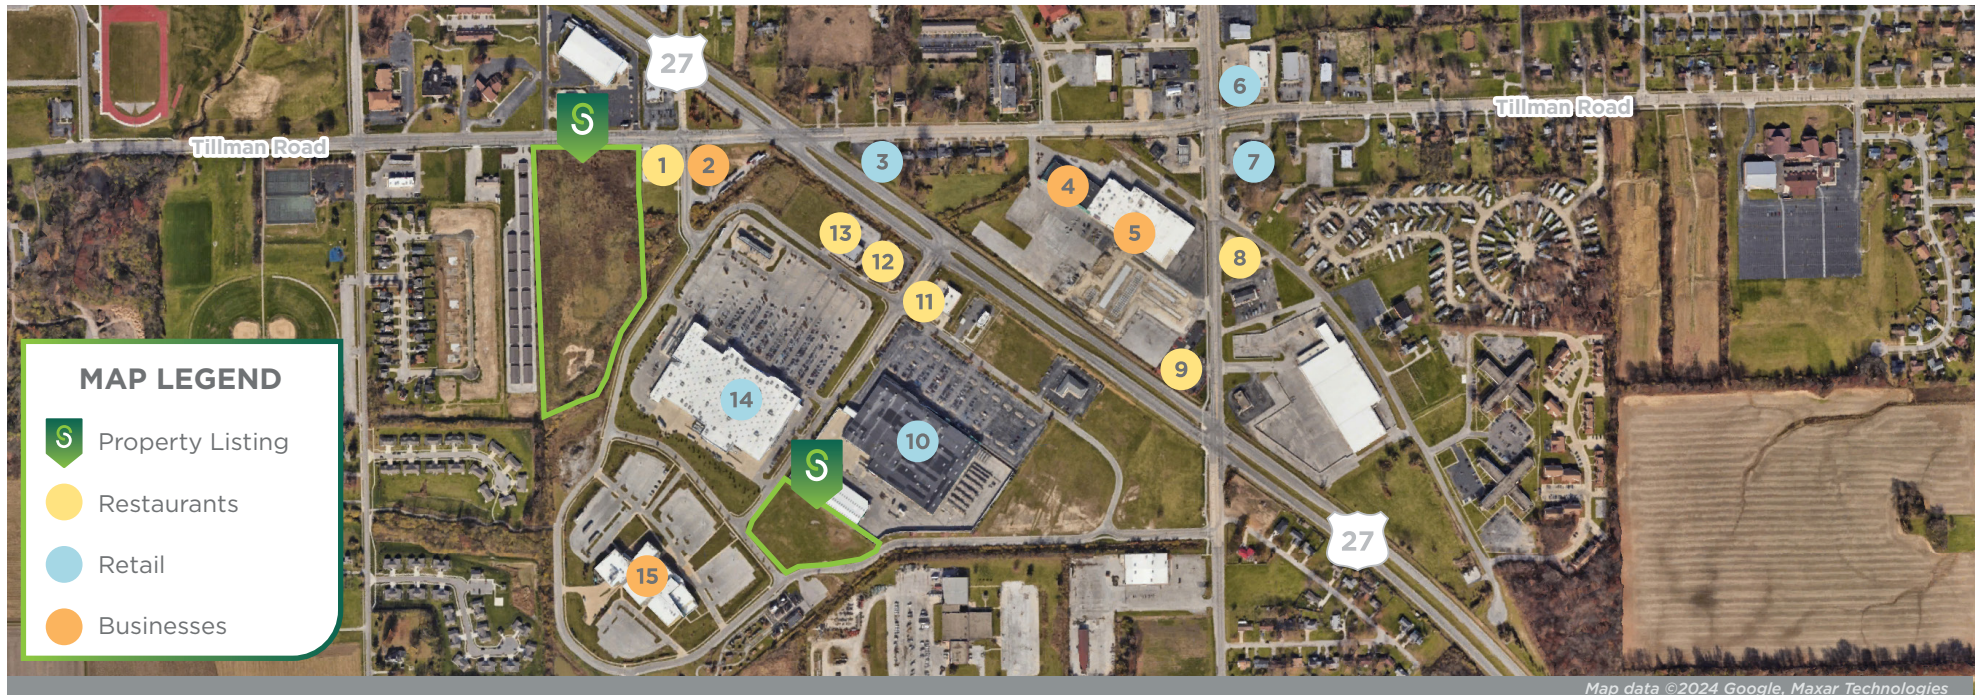 27
S
6
Tillman Road
Tillman Road
1
2
3
7
4
13
5
12
8
11
9
MAP LEGEND
14
S
Property Listing
10
S
Restaurants
27
Retail
15
Businesses
Map data ©2024 Google, Maxar Technologies